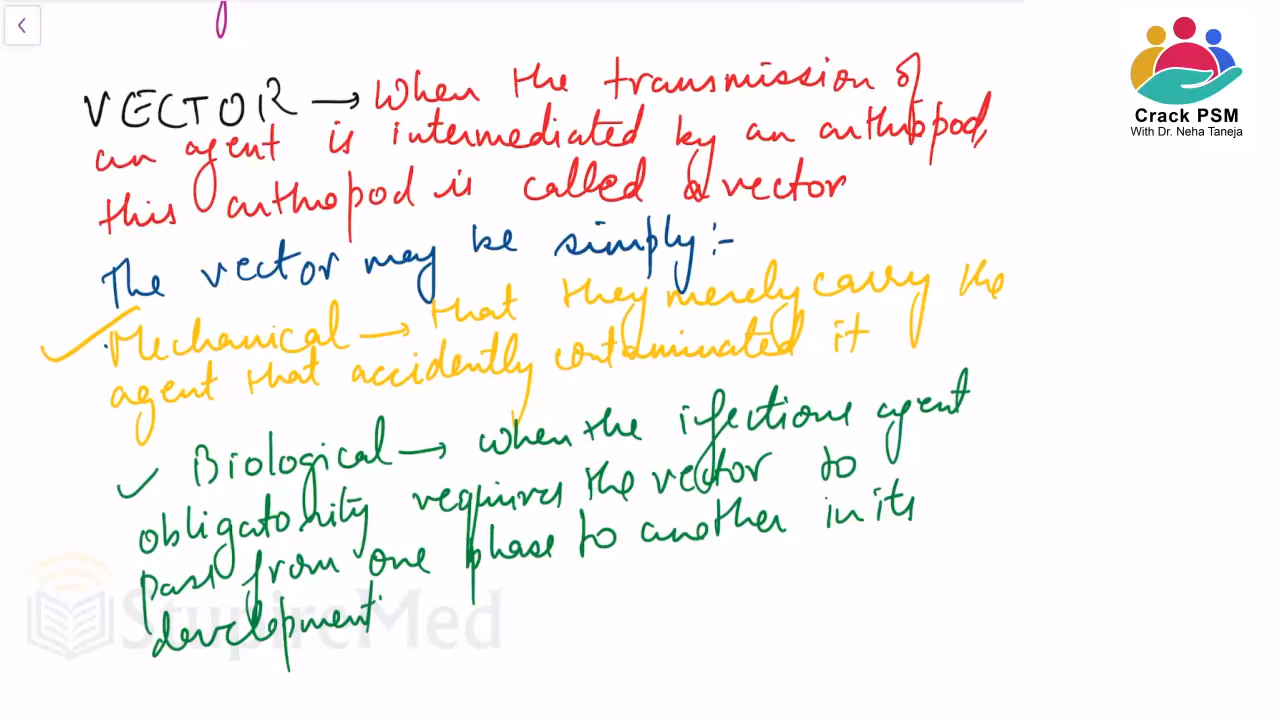 Crack PSM
With Dr. Neha Taneja
VECTOR → When the transmission of
an agent is intermediated by an arthropod,
this arthropod is called a vector
The vector may be simply :-
Mechanical → that they merely carry the
agent that accidently contaminated it
Biological → when the infectious agent
obligatority requires the vector to
pass from one phase to another in its
development
StupireMed